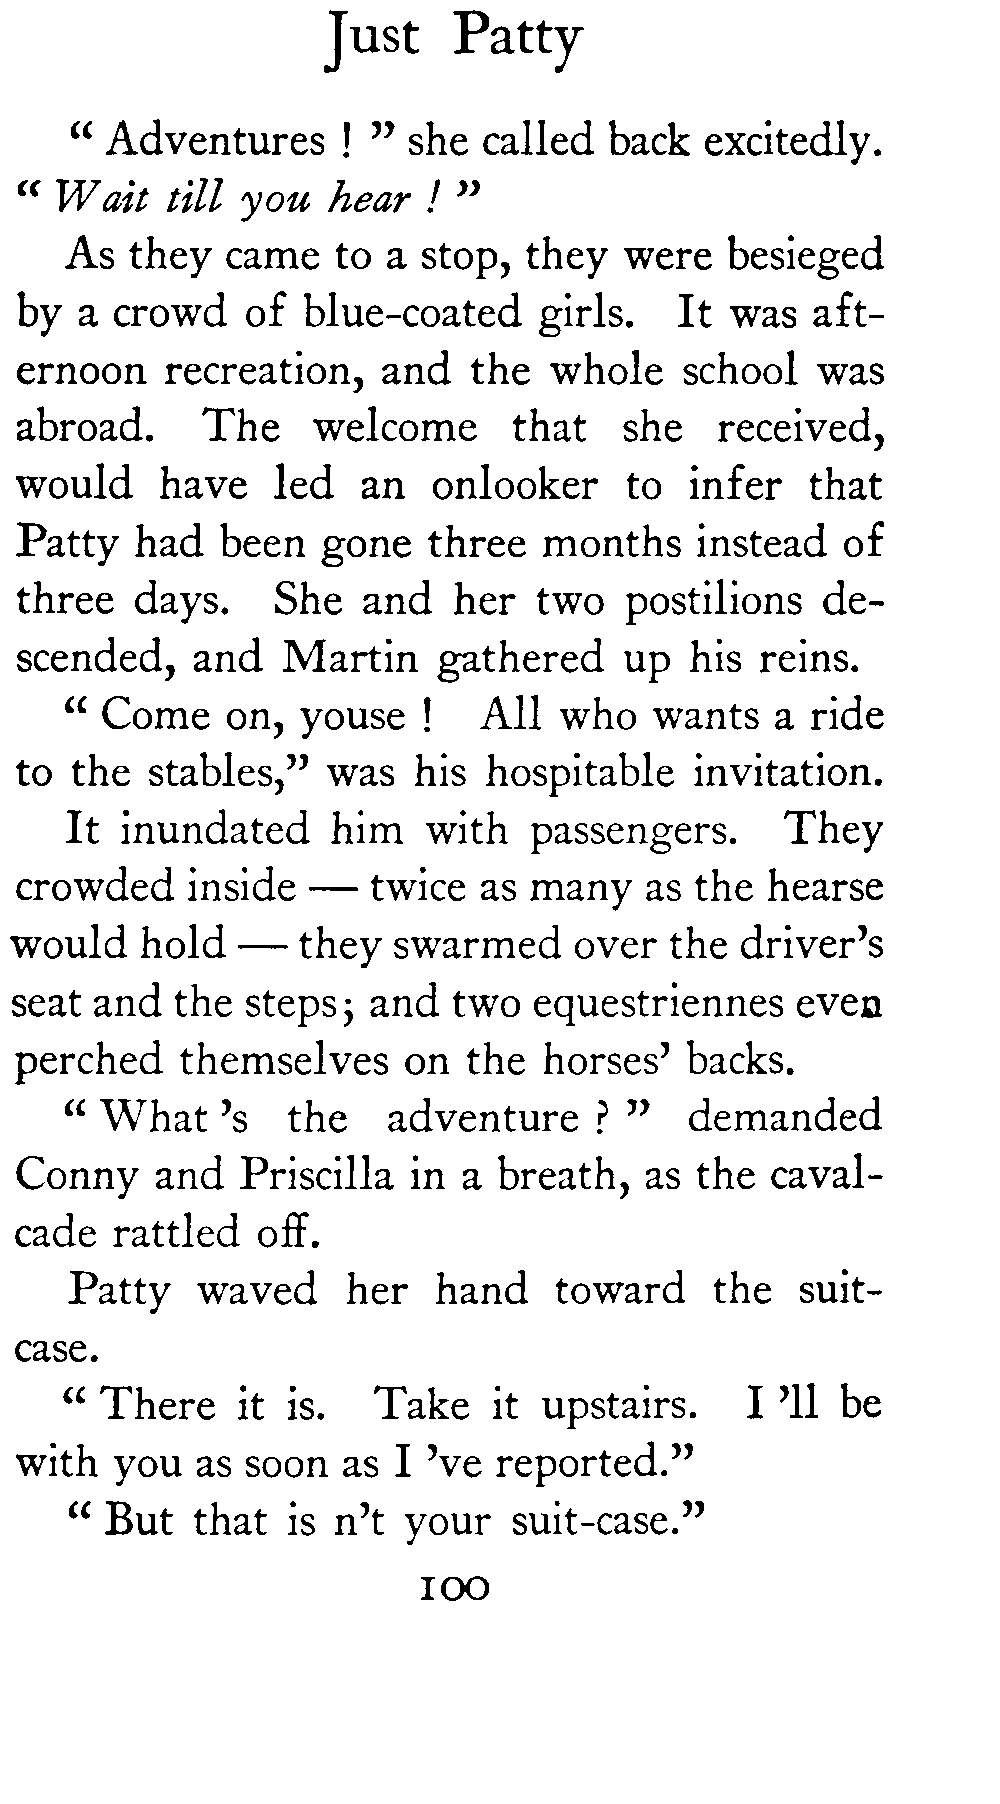 Just Patty
“ Adventures ! ” she called back excitedly.
“ Wait till you hear ! ”
As they came to a stop, they were besieged
by a crowd of blue-coated girls. It was aft-
ernoon recreation, and the whole school was
abroad. The welcome that she received,
would have led an onlooker to infer that
Patty had been gone three months instead of
three days. She and her two postilions de-
scended, and Martin gathered up his reins.
“ Come on, youse ! All who wants a ride
to the stables,” was his hospitable invitation.
It inundated him with passengers. They
crowded inside — twice as many as the hearse
would hold — they swarmed over the driver’s
seat and the steps; and two equestriennes even
perched themselves on the horses’ backs.
“ What ’s the adventure ? ” demanded
Conny and Priscilla in a breath, as the caval-
cade rattled off.
Patty waved her hand toward the suit-
case.
“ There it is. Take it upstairs. I ’ll be
with you as soon as I ’ve reported.”
“ But that is n’t your suit-case.”
100